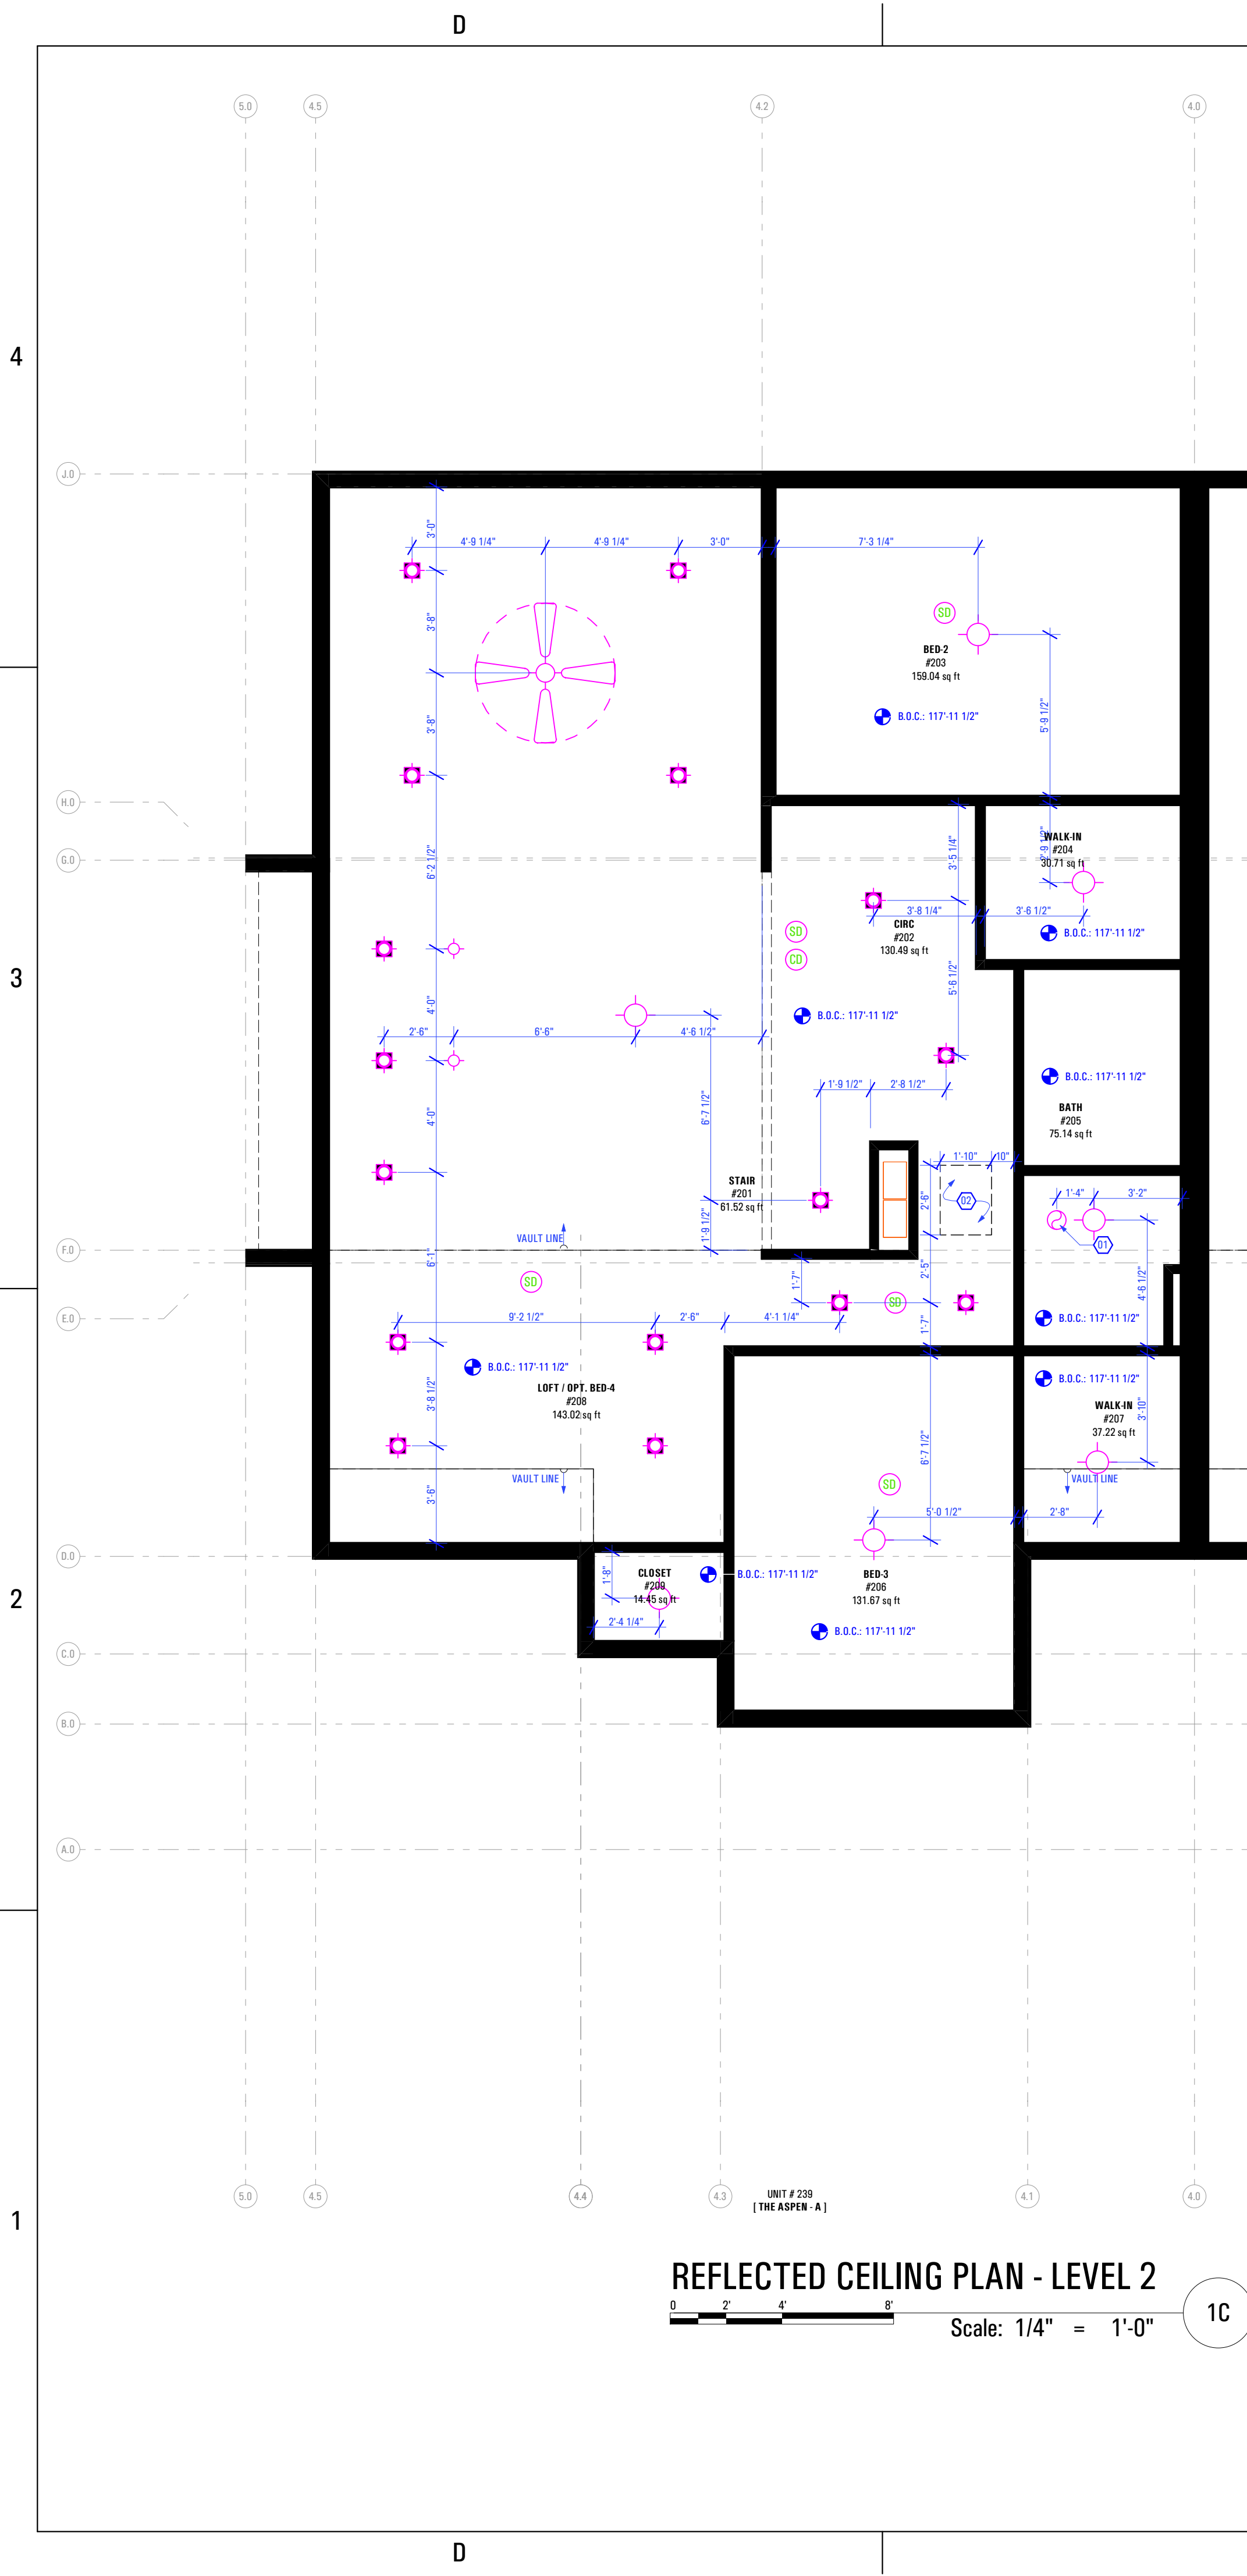 D
5.0
4.5
4.2
4.0
4
J.0
3'-0"
4'-9 1/4"
4'-9 1/4"
3'-0"
7'-3 1/4"
3'-8"
SD
BED-2
#203
159.04 sq ft
5'-9 1/2"
B.O.C.: 117'-11 1/2"
3'-8"
H.0
G.0
6'-2 1/2"
3'-5 1/4"
WALK-IN
#204
30.71 sq ft
2'-9 1/2"
3'-8 1/4"
3'-6 1/2"
CIRC
#202
130.49 sq ft
SD
CD
B.O.C.: 117'-11 1/2"
3
5'-6 1/2"
4'-0"
B.O.C.: 117'-11 1/2"
2'-6"
6'-6"
4'-6 1/2"
B.O.C.: 117'-11 1/2"
1'-9 1/2"
2'-8 1/2"
BATH
#205
75.14 sq ft
4'-0"
6'-7 1/2"
1'-10"
10"
STAIR
#201
61.52 sq ft
2'-6"
02
1'-4"
3'-2"
1'-9 1/2"
VAULT LINE
01
F.0
6'-1"
SD
1'-7"
2'-5"
SD
4'-6 1/2"
E.0
9'-2 1/2"
2'-6"
4'-1 1/4"
1'-7"
B.O.C.: 117'-11 1/2"
B.O.C.: 117'-11 1/2"
B.O.C.: 117'-11 1/2"
LOFT / OPT. BED-4
#208
143.02 sq ft
3'-8 1/2"
WALK-IN
#207
37.22 sq ft
3'-10"
6'-7 1/2"
VAULT LINE
SD
VAULT LINE
3'-6"
5'-0 1/2"
2'-8"
D.0
2
CLOSET
#209
14.45 sq ft
1'-8"
B.O.C.: 117'-11 1/2"
BED-3
#206
131.67 sq ft
2'-4 1/4"
B.O.C.: 117'-11 1/2"
C.0
B.0
A.0
1
5.0
4.5
4.4
4.3
UNIT # 239
[ THE ASPEN - A ]
4.1
4.0
REFLECTED CEILING PLAN - LEVEL 2
0 2' 4' 8'
Scale: 1/4" = 1'-0"
1C
D